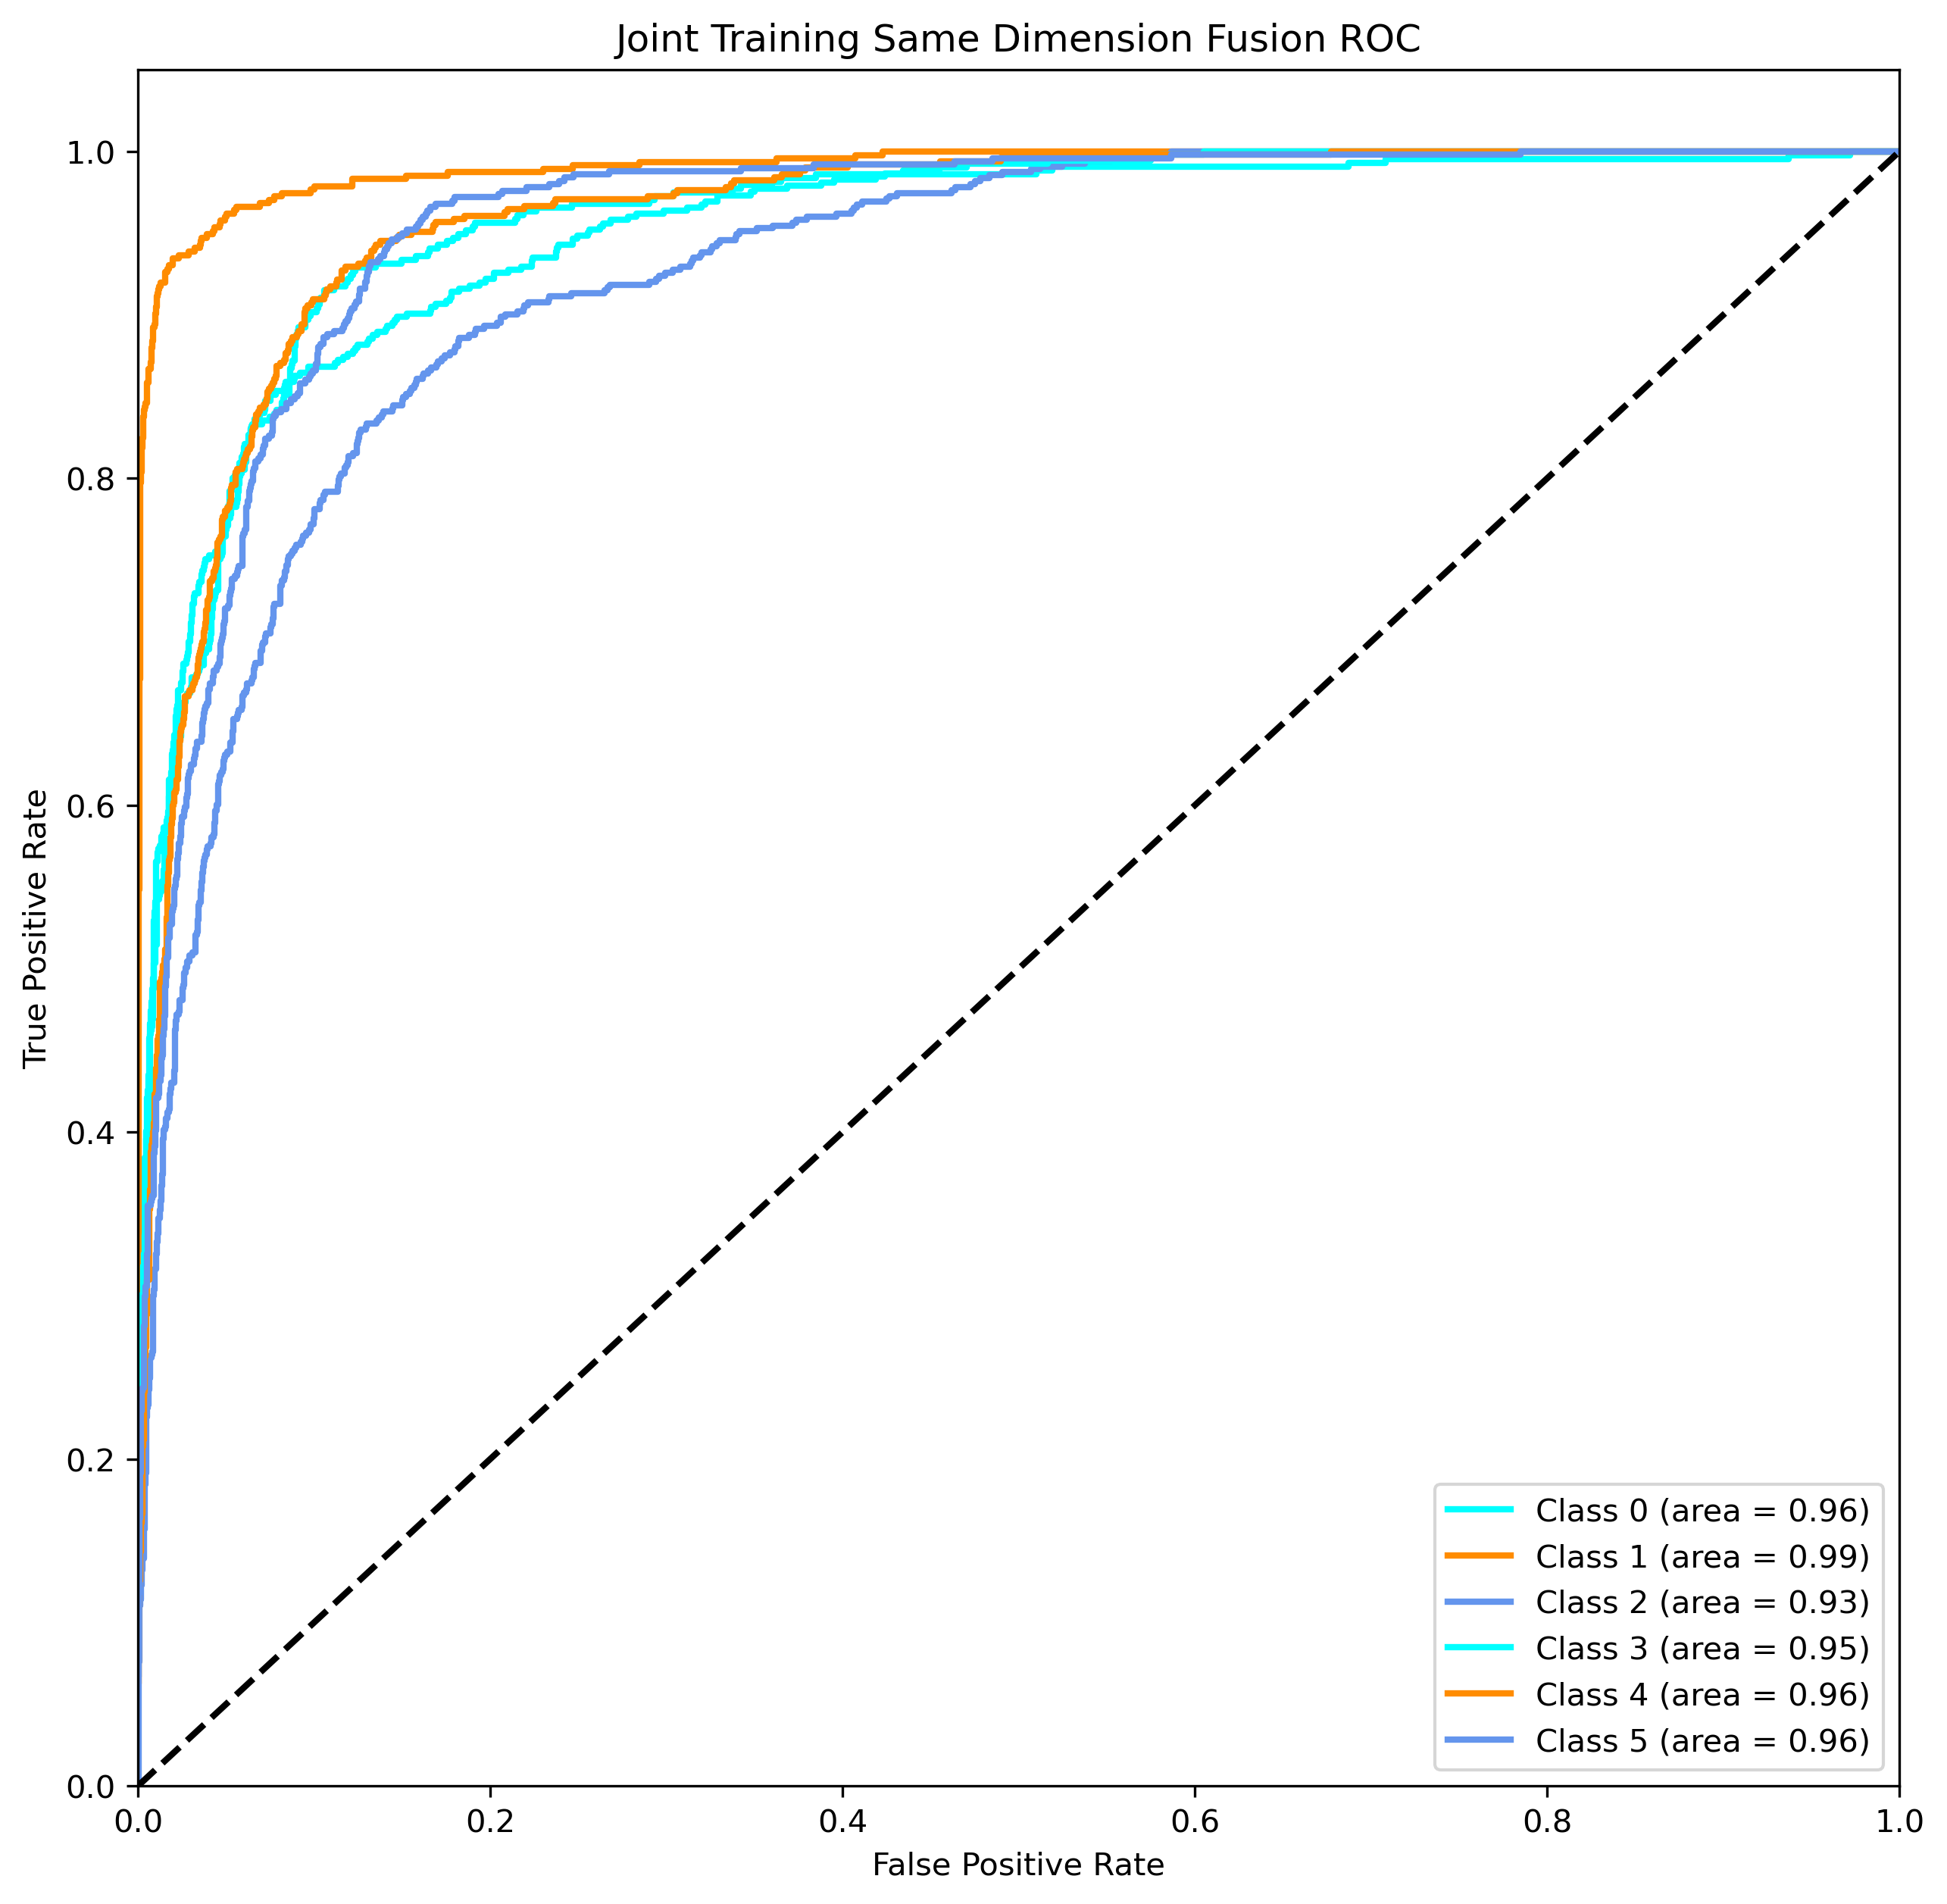 Joint Training Same Dimension Fusion ROC
True Positive Rate
1.0
0.8
0.6
0.4
0.2
0.0
0.0 0.2 0.4 0.6 0.8 1.0
False Positive Rate
Class 0 (area = 0.96)
Class 1 (area = 0.99)
Class 2 (area = 0.93)
Class 3 (area = 0.95)
Class 4 (area = 0.96)
Class 5 (area = 0.96)